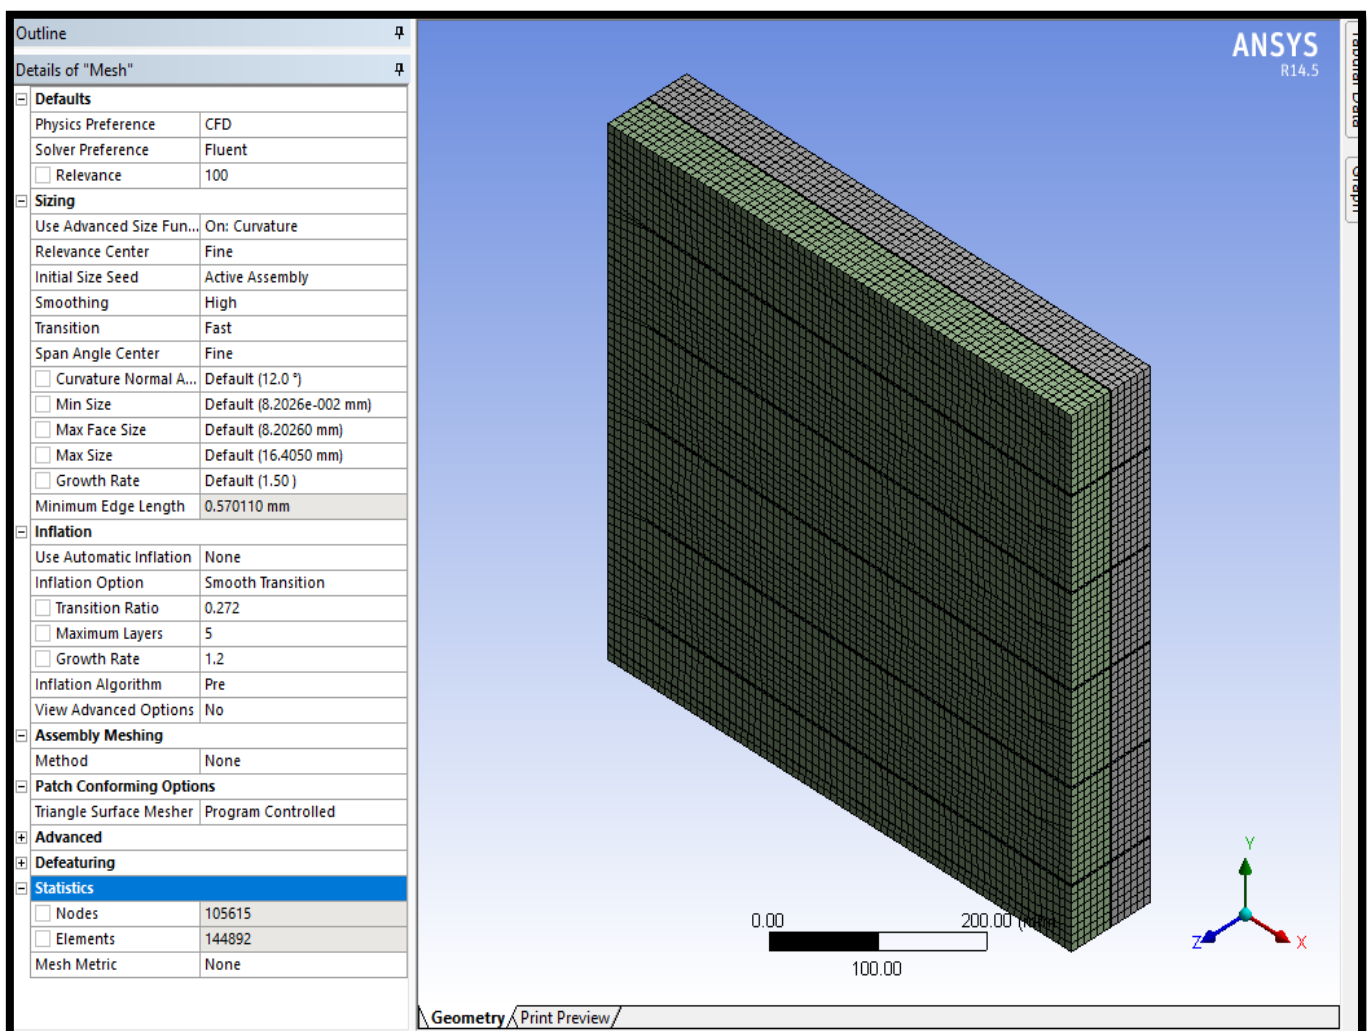 Outline
Details of "Mesh"
Defaults
Physics Preference CFD
Solver Preference Fluent
Relevance 100
Sizing
Use Advanced Size Fun... On: Curvature
Relevance Center Fine
Initial Size Seed Active Assembly
Smoothing High
Transition Fast
Span Angle Center Fine
Curvature Normal A... Default (12.0 °)
Min Size Default (8.2026e-002 mm)
Max Face Size Default (8.20260 mm)
Max Size Default (16.4050 mm)
Growth Rate Default (1.50 )
Minimum Edge Length 0.570110 mm
Inflation
Use Automatic Inflation None
Inflation Option Smooth Transition
Transition Ratio 0.272
Maximum Layers 5
Growth Rate 1.2
Inflation Algorithm Pre
View Advanced Options No
Assembly Meshing
Method None
Patch Conforming Options
Triangle Surface Mesher Program Controlled
Advanced
Defeaturing
Statistics
Nodes 105615
Elements 144892
Mesh Metric None
ANSYS
R14.5
Tabular Data
Graph
0.00 200.00
100.00
Y
Z X
Geometry Print Preview